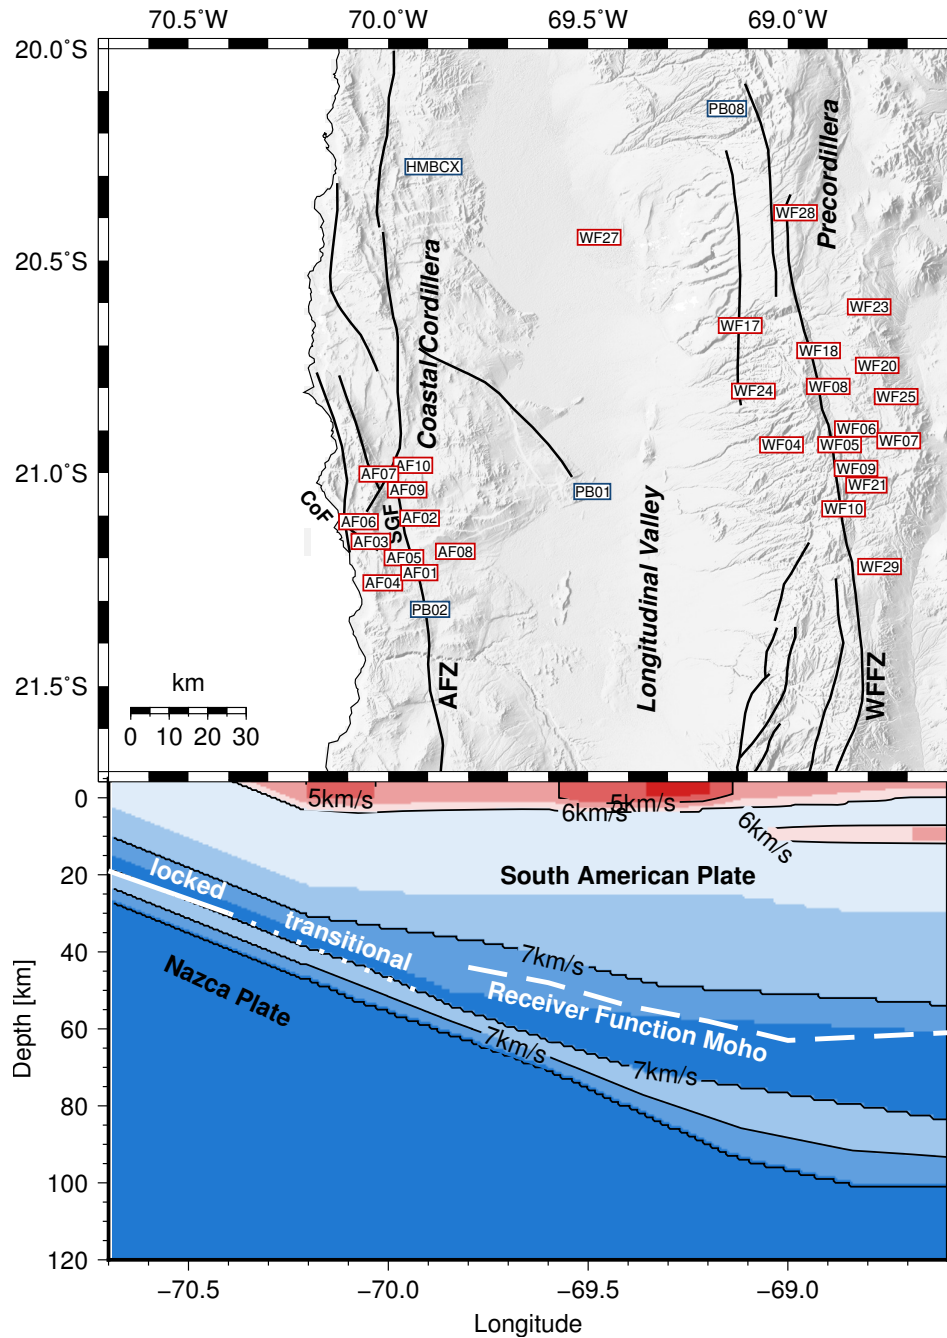 70.5˚W 70.0˚W 69.5˚W 69.0˚W
20.0˚S
PB08
Precordillera
HMBCX
WF28
WF27
20.5˚S
Coastal Cordillera
WF23
WF17
WF18
WF20
WF24
WF08
WF25
WF06
WF04
WF05
WF07
21.0˚S
AF10
AF07
WF09
AF09
PB01
WF21
CoF
SGF
AF02
AF06
WF10
AF03
AF05
AF08
AF01
AF04
WF29
PB02
Longitudinal Valley
21.5˚S
AFZ
WFFZ
km
0 10 20 30
0
5km/s
6km/s
5km/s
6km/s
20
South American Plate
locked
transitional
40
7km/s
Nazca Plate
Receiver Function Moho
60
7km/s
7km/s
80
100
120
Depth [km]
−70.5 −70.0 −69.5 −69.0
Longitude